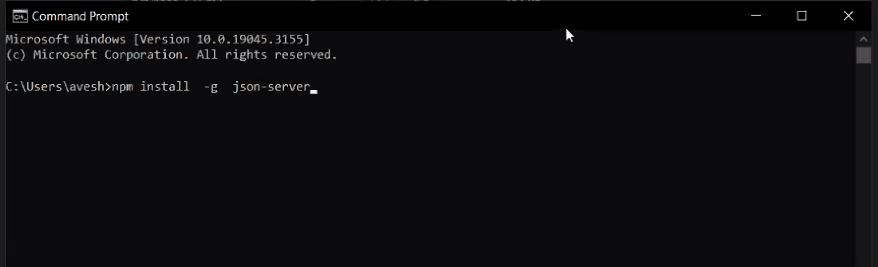 Command Prompt
Microsoft Windows [Version 10.0.19045.3155]
(c) Microsoft Corporation. All rights reserved.
C:\Users\avesh>npm install  -g  json-server